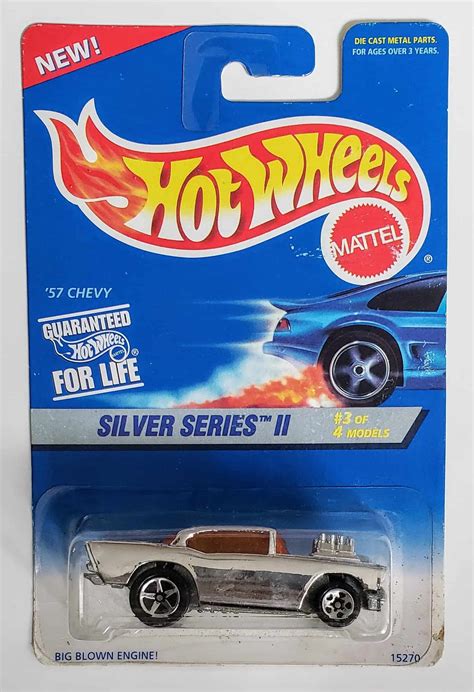 NEW!
DIE CAST METAL PARTS.
FOR AGES OVER 3 YEARS.
HOT WHEELS
MATTEL
®
'57 CHEVY
GUARANTEED
Hot Wheels ®
FOR LIFE
SILVER SERIES™ II
#3 OF
4 MODELS
BIG BLOWN ENGINE!
15270